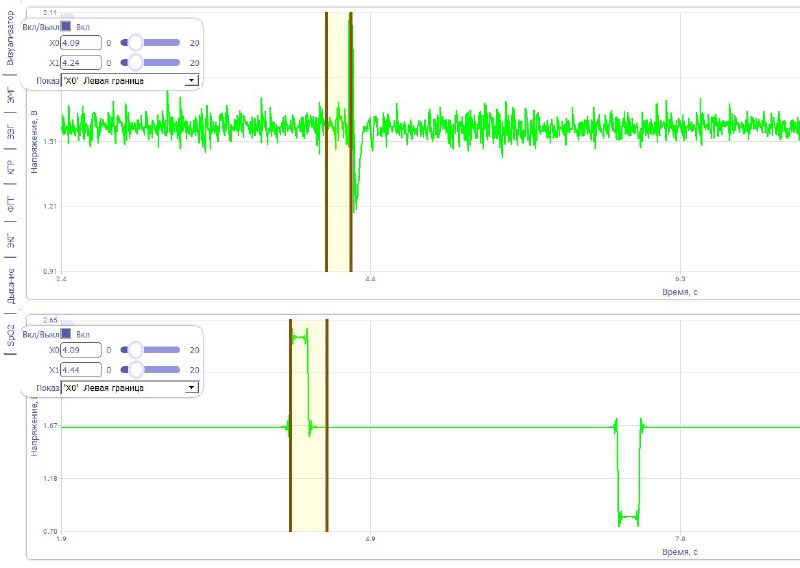 Визуализатор
ЭМГ
ЭЭГ
КГР
ФПГ
ЭКГ
Дыхание
SpO2
2.11
Вкл/Выкл Вкл
X0 4.09 0 20
X1 4.24 0 20
Показ 'X0' Левая граница
Напряжение, В
1.51
1.21
0.91
2.4 4.4 6.3
Время, с
2.65
Вкл/Выкл Вкл
X0 4.09 0 20
X1 4.44 0 20
Показ 'X0' Левая граница
Напряжение,
1.67
1.18
0.70
1.9 4.9 7.8
Время, с